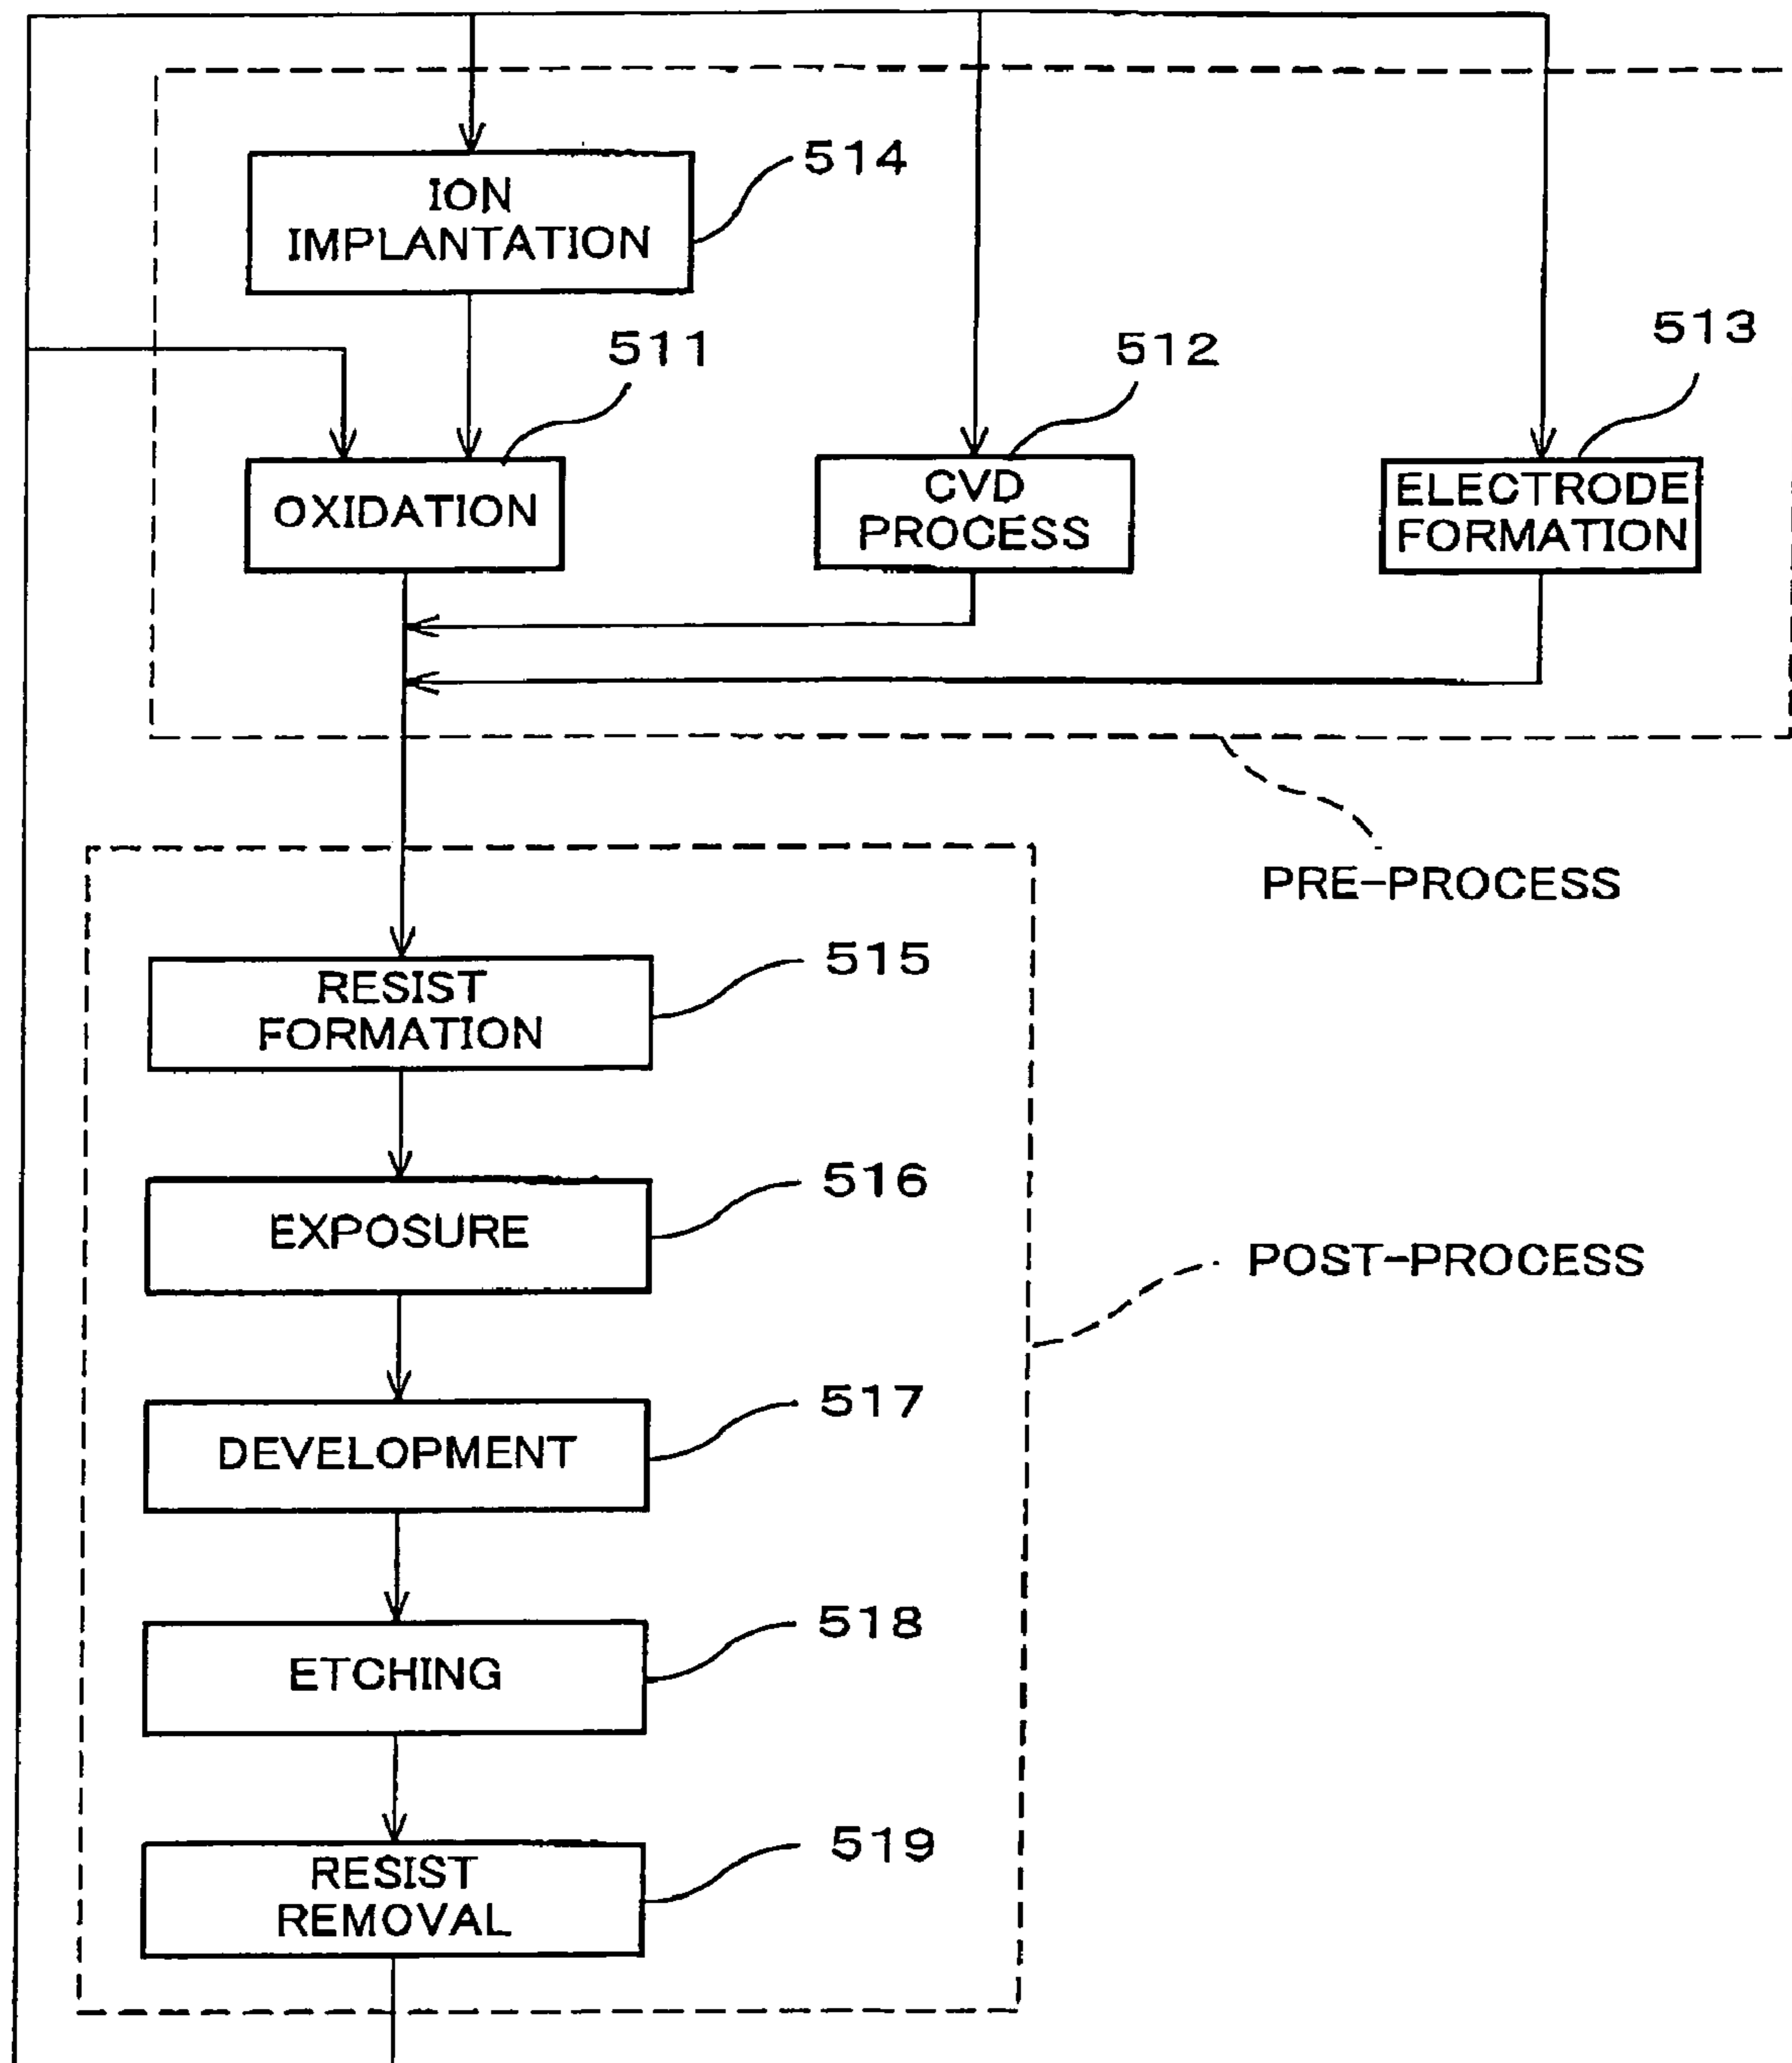 514
ION
IMPLANTATION
511
512
513
OXIDATION
CVD
PROCESS
ELECTRODE
FORMATION
PRE-PROCESS
515
RESIST
FORMATION
516
EXPOSURE
POST-PROCESS
517
DEVELOPMENT
518
ETCHING
519
RESIST
REMOVAL